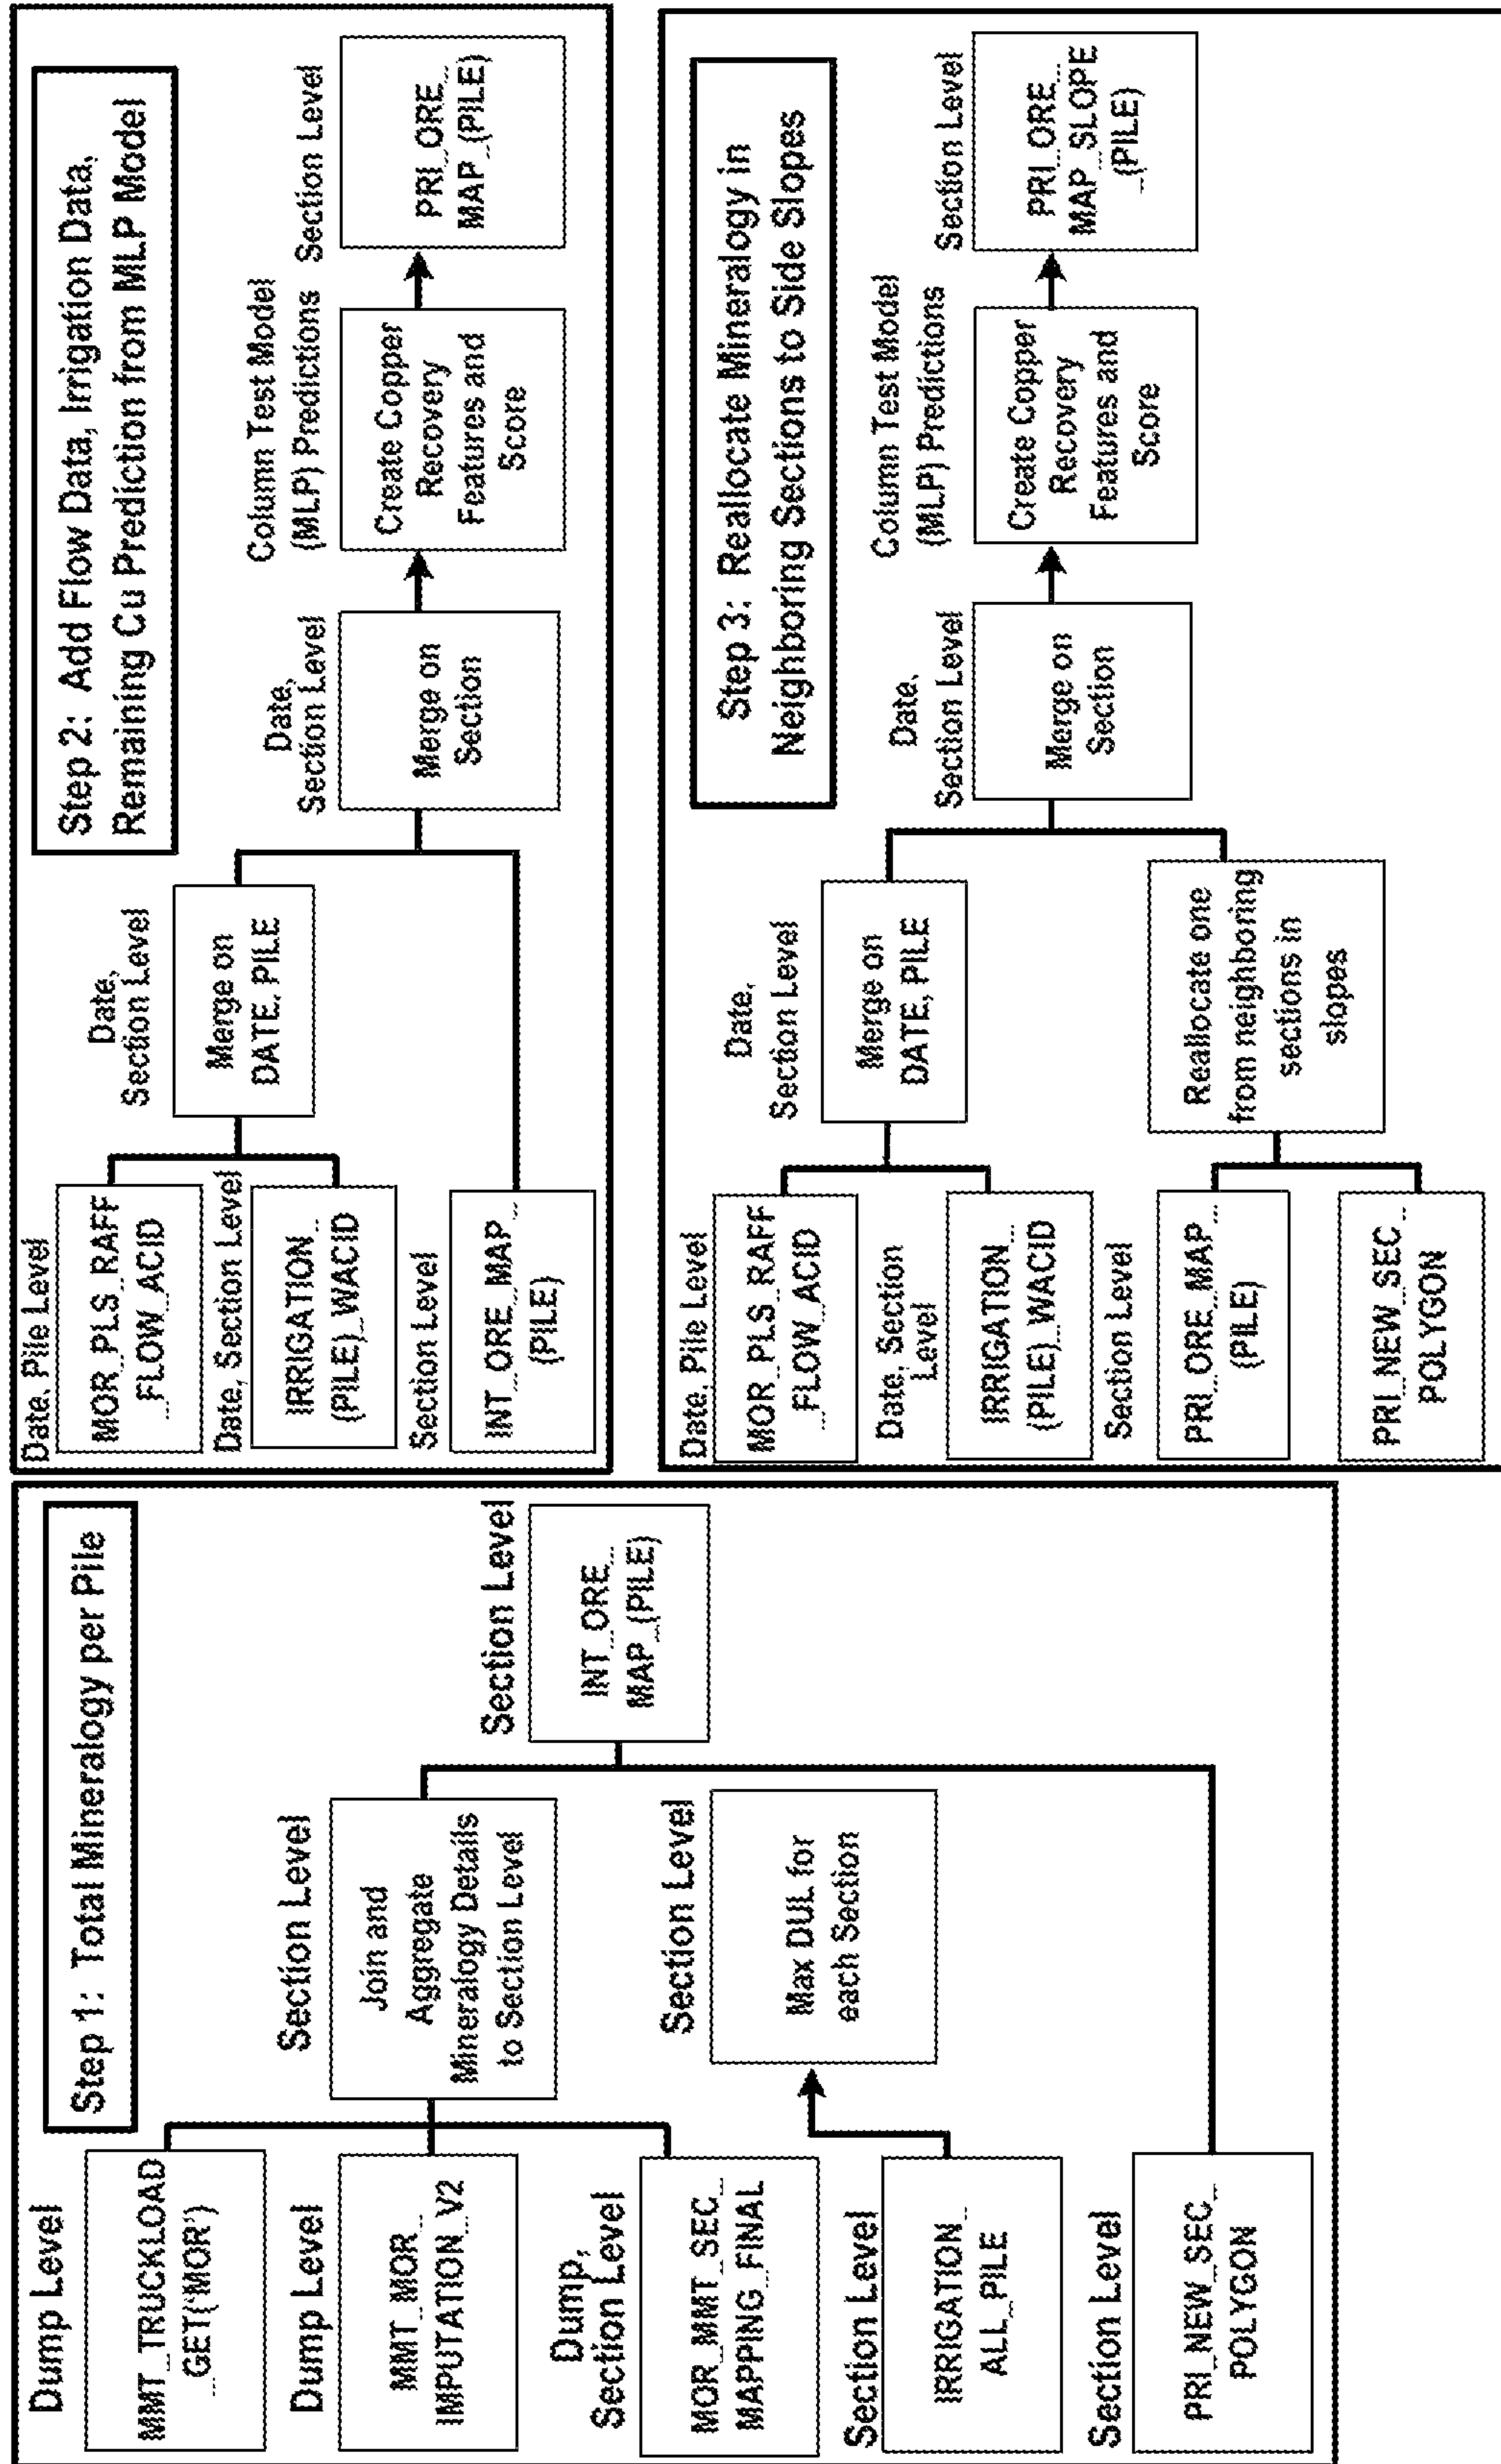 Step 1: Total Mineralogy per Pile
Dump Level
MMT_TRUCKLOAD
_GET('MOR')
Dump Level
MMT_MOR_
IMPUTATION_V2
Dump,
Section Level
MOR_MMT_SEC_
MAPPING_FINAL
Section Level
IRRIGATION_
ALL_PILE
Section Level
PRI_NEW_SEC_
POLYGON
Section Level
Join and
Aggregate
Mineralogy Details
to Section Level
Section Level
Max DUL for
each Section
Section Level
INT_ORE_
MAP_(PILE)
Step 2: Add Flow Data, Irrigation Data,
Remaining Cu Prediction from MLP Model
Date, Pile Level
MOR_PLS_RAFF
_FLOW_ACID
Date, Section Level
IRRIGATION_
(PILE)_WACID
Section Level
INT_ORE_MAP_
(PILE)
Date,
Section Level
Merge on
DATE, PILE
Date,
Section Level
Merge on
Section
Column Test Model
(MLP) Predictions
Create Copper
Recovery
Features and
Score
Section Level
PRI_ORE_
MAP_(PILE)
Step 3: Reallocate Mineralogy in
Neighboring Sections to Side Slopes
Date, Pile Level
MOR_PLS_RAFF
_FLOW_ACID
Date, Section
Level
IRRIGATION_
(PILE)_WACID
Section Level
PRI_ORE_MAP_
(PILE)
PRI_NEW_SEC_
POLYGON
Date,
Section Level
Merge on
DATE, PILE
Reallocate one
from neighboring
sections in
slopes
Date,
Section Level
Merge on
Section
Column Test Model
(MLP) Predictions
Create Copper
Recovery
Features and
Score
Section Level
PRI_ORE_
MAP_SLOPE
_(PILE)